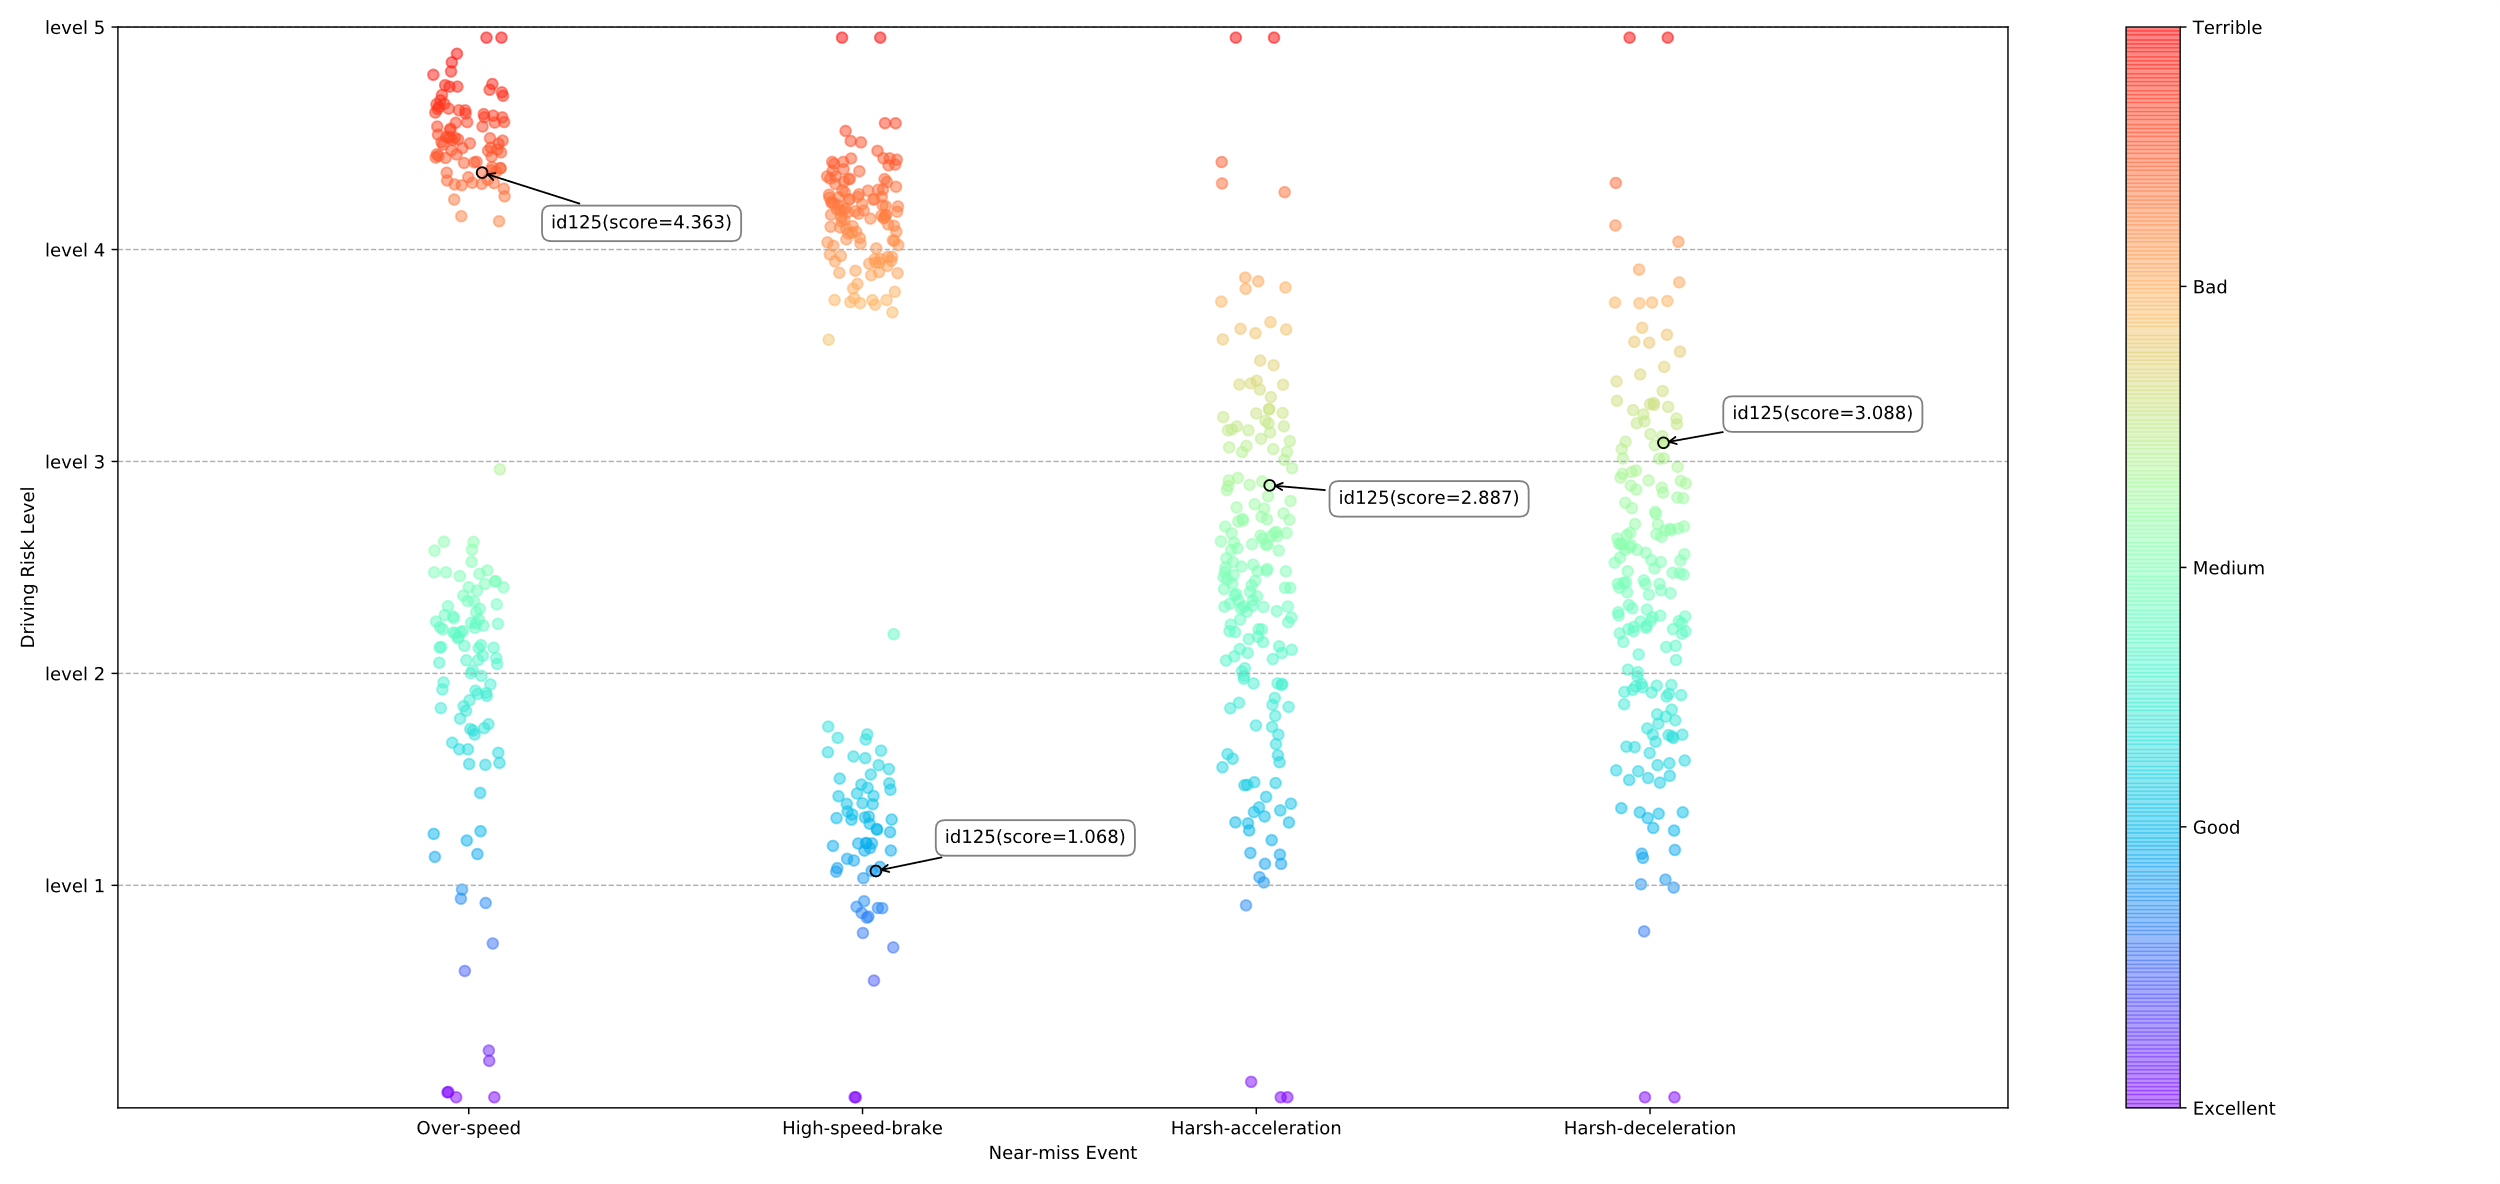 level 5
level 4
level 3
level 2
level 1
Driving Risk Level
id125(score=4.363)
id125(score=1.068)
id125(score=2.887)
id125(score=3.088)
Over-speed
High-speed-brake
Harsh-acceleration
Harsh-deceleration
Near-miss Event
Terrible
Bad
Medium
Good
Excellent